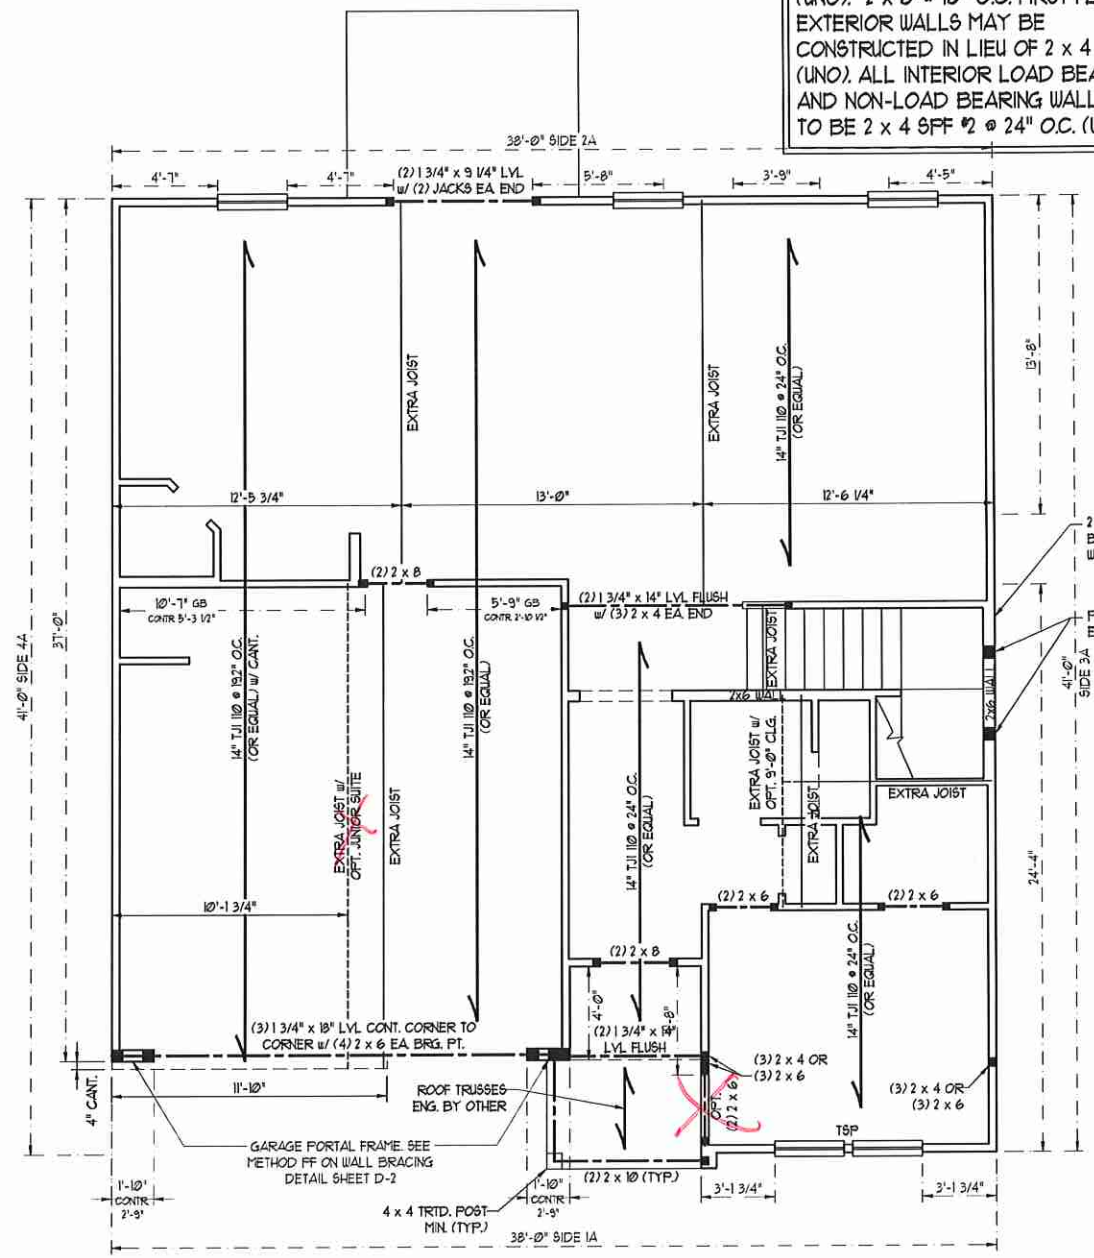 EXTERIOR WALLS MAY BE
CONSTRUCTED IN LIEU OF 2 x 4
(UNO). ALL INTERIOR LOAD BEA
AND NON-LOAD BEARING WALL
TO BE 2 x 4 SPF #2 @ 24" O.C. (U
38'-0" SIDE 2A
4'-7"
4'-7"
(2) 1 3/4" x 9 1/4" LVL
w/ (2) JACKS EA. END
5'-8"
3'-9"
4'-5"
EXTRA JOIST
EXTRA JOIST
14" TJI 110 @ 24" O.C.
(OR EQUAL)
13'-8"
12'-5 3/4"
13'-0"
12'-6 1/4"
(2) 2 x 8
10'-7" GB
CONTR 5'-3 1/2"
5'-9" GB
CONTR 2'-10 1/2"
(2) 1 3/4" x 14" LVL FLUSH
w/ (3) 2 x 4 EA. END
41'-0" SIDE 4A
37'-0"
14" TJI 110 @ 19.2" O.C.
(OR EQUAL) w/ CANT.
14" TJI 110 @ 19.2" O.C.
(OR EQUAL)
EXTRA JOIST
2x6 WALL
2x6 WALL
41'-0"
SIDE 3A
EXTRA JOIST w/
OPT. 9'-0" CLG.
EXTRA JOIST
EXTRA JOIST
EXTRA JOIST w/
OPT. JUNIOR SUITE
EXTRA JOIST
14" TJI 110 @ 24" O.C.
(OR EQUAL)
24'-4"
10'-1 3/4"
(2) 2 x 6
(2) 2 x 6
(2) 2 x 8
14" TJI 110 @ 24" O.C.
(OR EQUAL)
4'-0"
(3) 1 3/4" x 18" LVL CONT. CORNER TO
CORNER w/ (4) 2 x 6 EA. BRG. PT.
(2) 1 3/4" x 14"
LVL FLUSH
(3) 2 x 4 OR
(3) 2 x 6
4" CANT.
11'-10"
ROOF TRUSSES
ENG. BY OTHER
OPT.
(2) 2 x 6
(3) 2 x 4 OR
(3) 2 x 6
TSP
GARAGE PORTAL FRAME. SEE
METHOD PF ON WALL BRACING
DETAIL SHEET D-2
(2) 2 x 10 (TYP.)
1'-10"
CONTR
2'-9"
1'-10"
CONTR
2'-9"
4 x 4 TRTD. POST
MIN. (TYP.)
3'-1 3/4"
3'-1 3/4"
38'-0" SIDE 1A